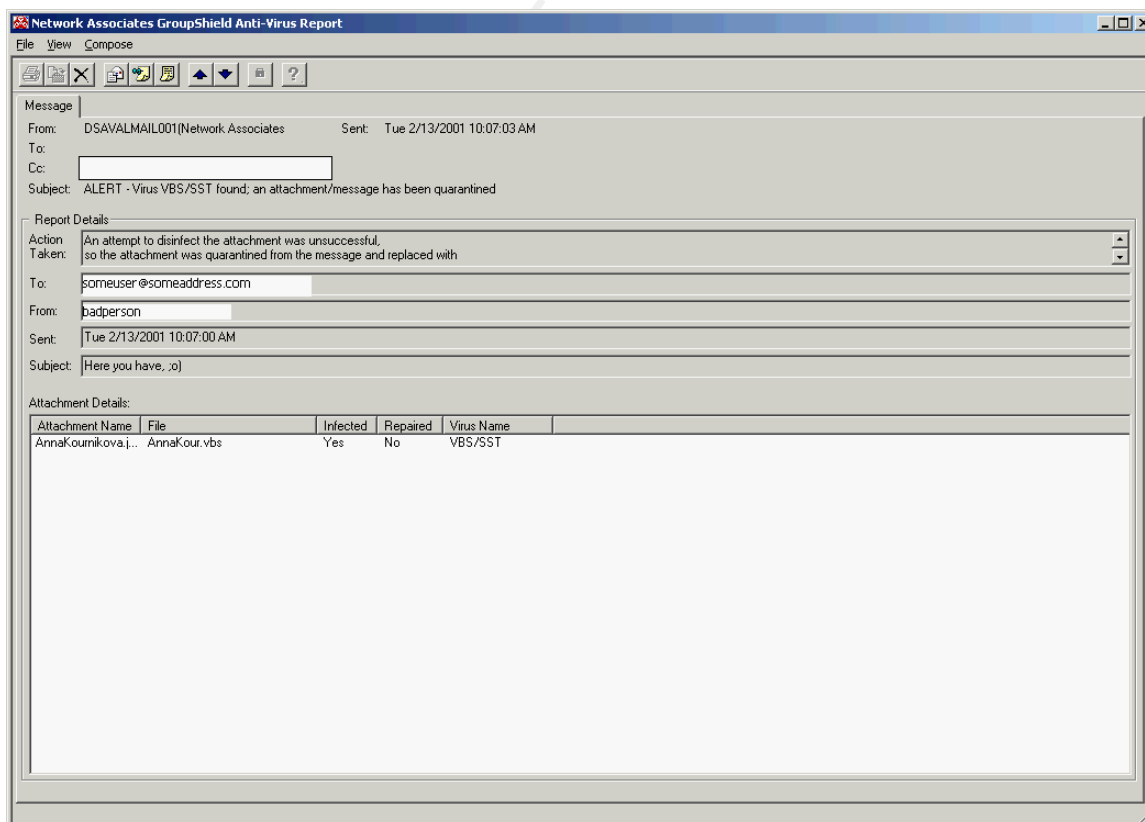 Network Associates GroupShield Anti-Virus Report
File View Compose
Message
From: DSAVALMAIL001(Network Associates Sent: Tue 2/13/2001 10:07:03 AM
To:
Cc:
Subject: ALERT - Virus VBS/SST found; an attachment/message has been quarantined
Report Details
Action Taken: An attempt to disinfect the attachment was unsuccessful,
so the attachment was quarantined from the message and replaced with
To: someuser@someaddress.com
From: badperson
Sent: Tue 2/13/2001 10:07:00 AM
Subject: Here you have, ;o)
Attachment Details:
Attachment Name File Infected Repaired Virus Name
AnnaKournikova.j... AnnaKour.vbs Yes No VBS/SST